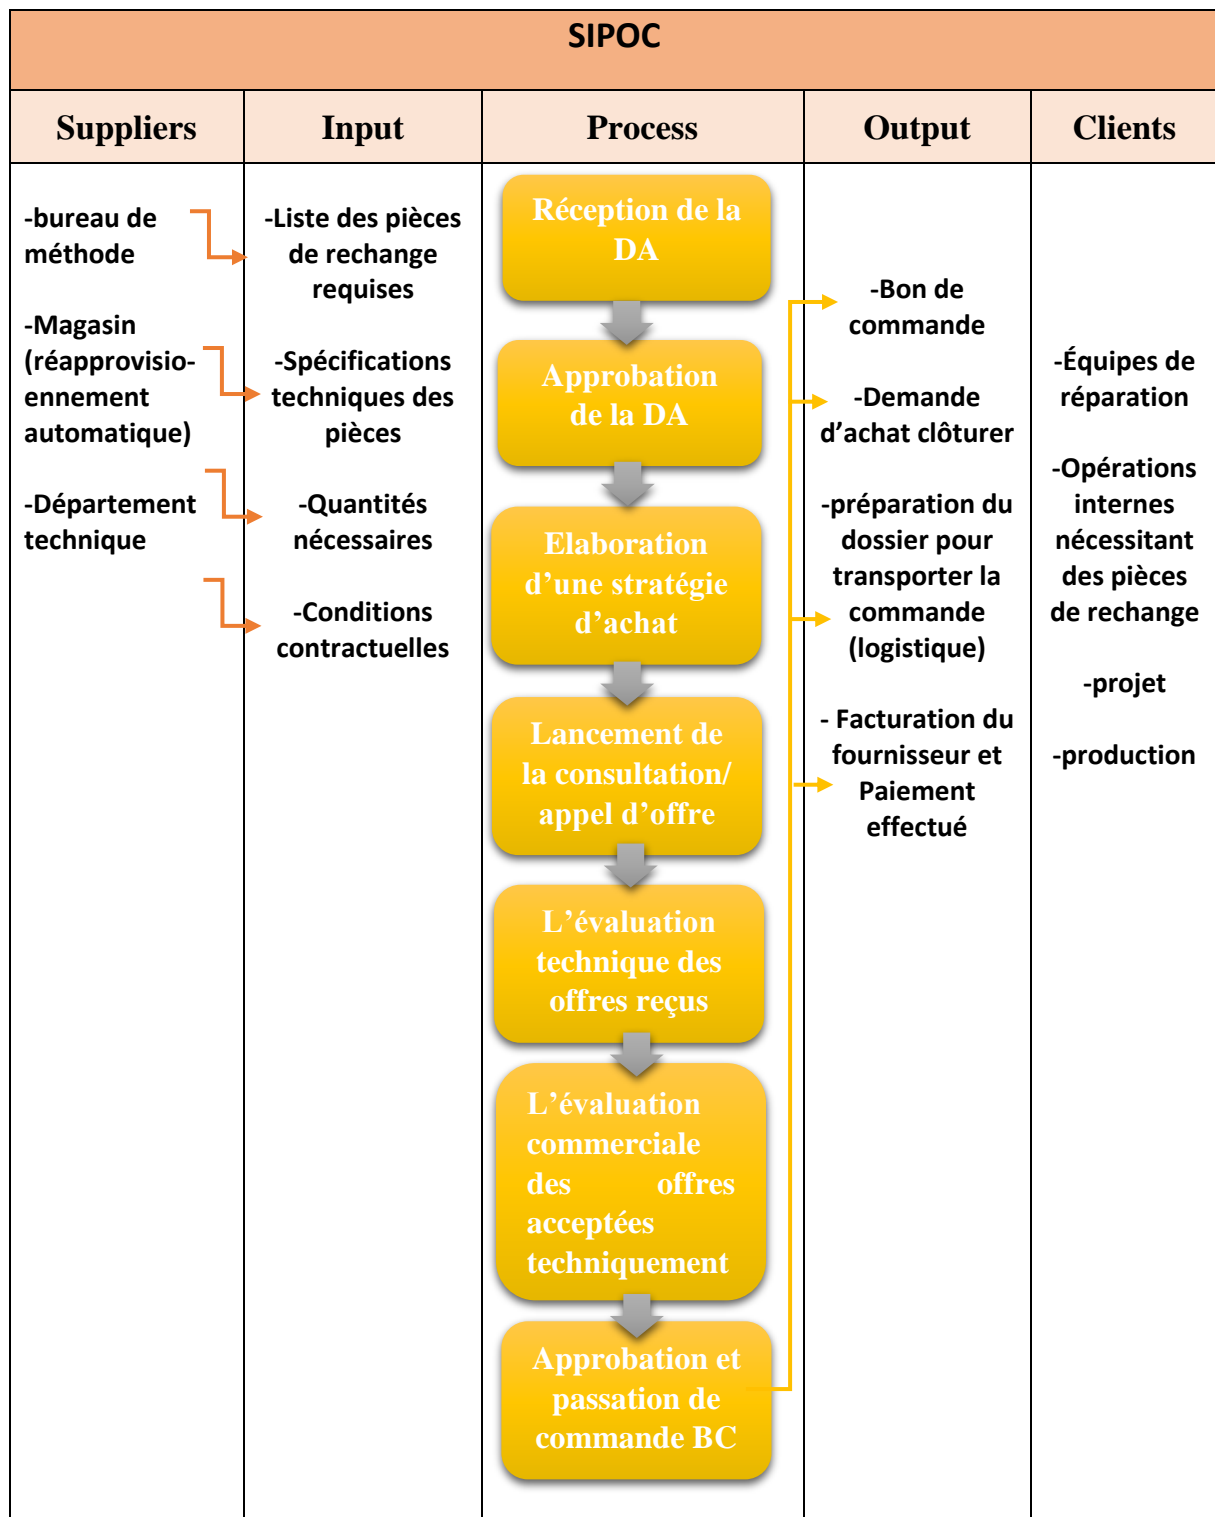 SIPOC
Suppliers
Input
Process
Output
Clients
-bureau de
méthode
-Magasin
(réapprovisio-
ennement
automatique)
-Département
technique
-Liste des pièces
de rechange
requises
-Spécifications
techniques des
pièces
-Quantités
nécessaires
-Conditions
contractuelles
Réception de la
DA
Approbation
de la DA
Elaboration
d’une stratégie
d’achat
Lancement de
la consultation/
appel d’offre
L’évaluation
technique des
offres reçus
L’évaluation
commerciale
des offres
acceptées
techniquement
Approbation et
passation de
commande BC
-Bon de
commande
-Demande
d’achat clôturer
-préparation du
dossier pour
transporter la
commande
(logistique)
- Facturation du
fournisseur et
Paiement
effectué
-Équipes de
réparation
-Opérations
internes
nécessitant
des pièces
de rechange
-projet
-production